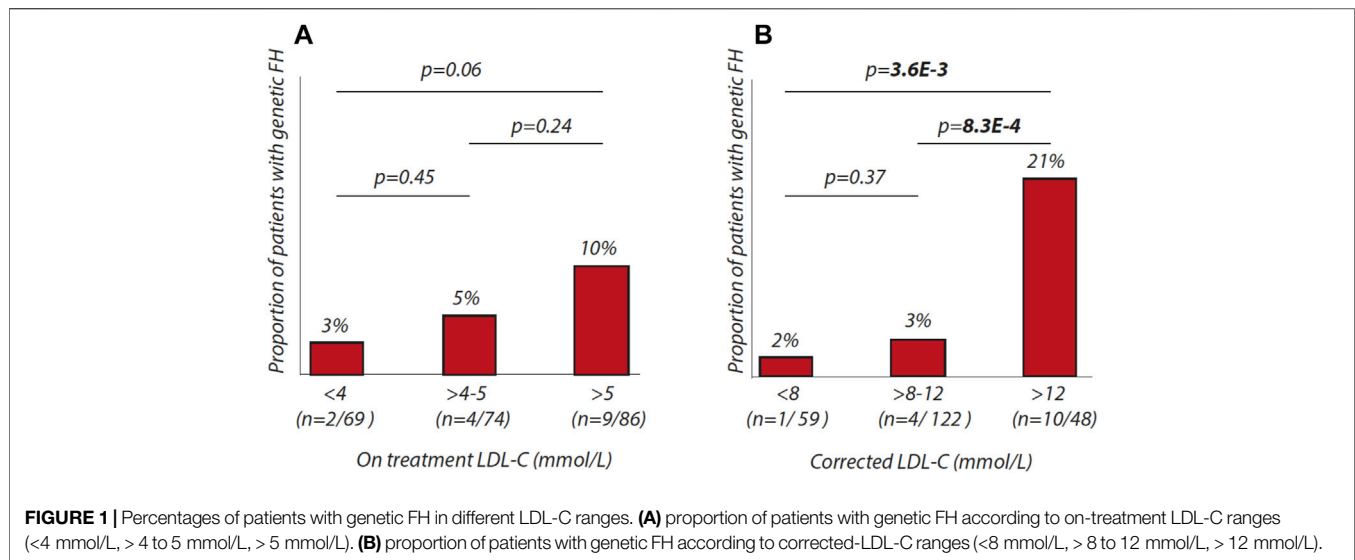 A
Proportion of patients with genetic FH
p=0.06
p=0.24
p=0.45
3%
5%
10%
<4
>4-5
>5
(n=2/69 )
(n=4/74)
(n=9/86)
On treatment LDL-C (mmol/L)
B
Proportion of patients with genetic FH
p=3.6E-3
p=8.3E-4
p=0.37
2%
3%
21%
<8
>8-12
>12
(n=1/ 59 )
(n=4/ 122 )
(n=10/48)
Corrected LDL-C (mmol/L)
FIGURE 1 | Percentages of patients with genetic FH in different LDL-C ranges. (A) proportion of patients with genetic FH according to on-treatment LDL-C ranges
(<4 mmol/L, > 4 to 5 mmol/L, > 5 mmol/L). (B) proportion of patients with genetic FH according to corrected-LDL-C ranges (<8 mmol/L, > 8 to 12 mmol/L, > 12 mmol/L).